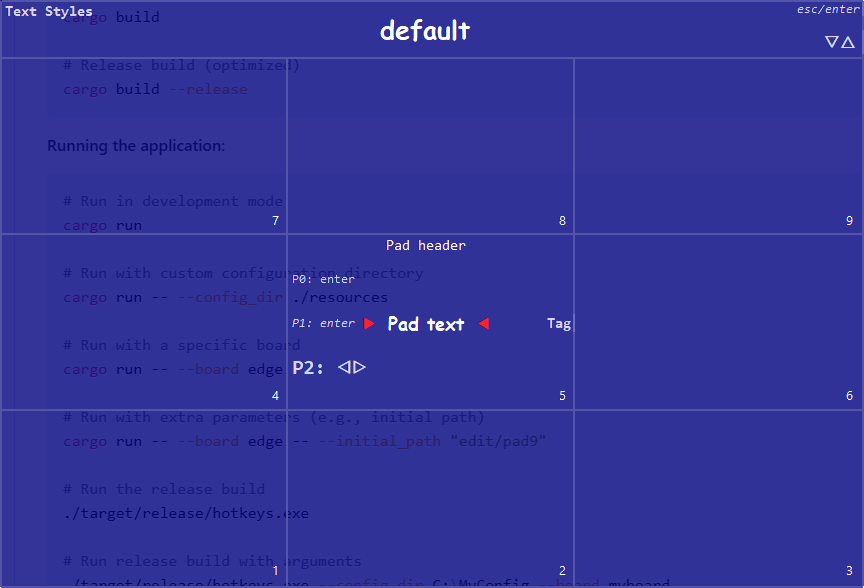 Text Styles
esc/enter
cargo build
default
▽△
# Release build (optimized)
cargo build --release
Running the application:
# Run in development mode
cargo run
7
8
9
Pad header
# Run with custom configuration directory
P0: enter
cargo run -- --config_dir ./resources
P1: enter ▶ Pad text ◀ Tag
# Run with a specific board
cargo run -- --board edge
P2: ◁▷
4
5
6
# Run with extra parameters (e.g., initial path)
cargo run -- --board edge -- --initial_path "edit/pad9"
# Run the release build
./target/release/hotkeys.exe
# Run release build with arguments
1
2
3
./target/release/hotkeys.exe --config_dir C:\MyConfig --board myboard